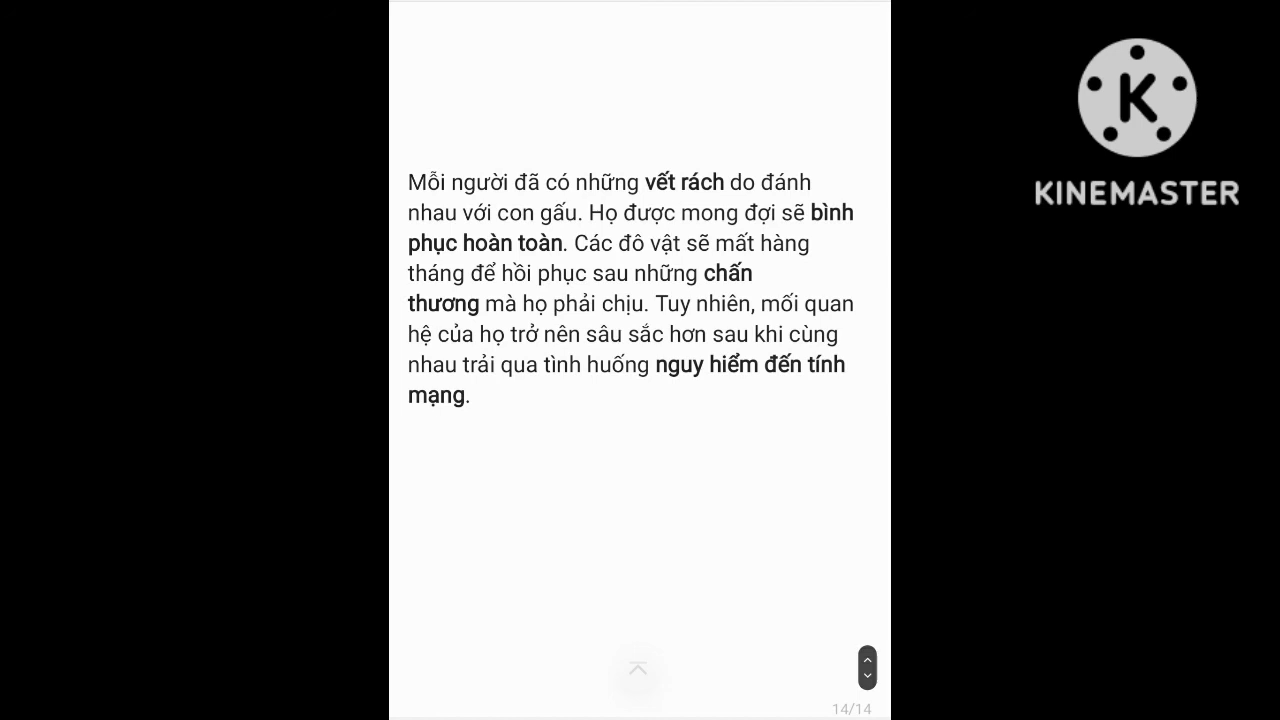 Mỗi người đã có những vết rách do đánh
nhau với con gấu. Họ được mong đợi sẽ bình
phục hoàn toàn. Các đô vật sẽ mất hàng
tháng để hồi phục sau những chấn
thương mà họ phải chịu. Tuy nhiên, mối quan
hệ của họ trở nên sâu sắc hơn sau khi cùng
nhau trải qua tình huống nguy hiểm đến tính
mạng.
14/14
K
KINEMASTER